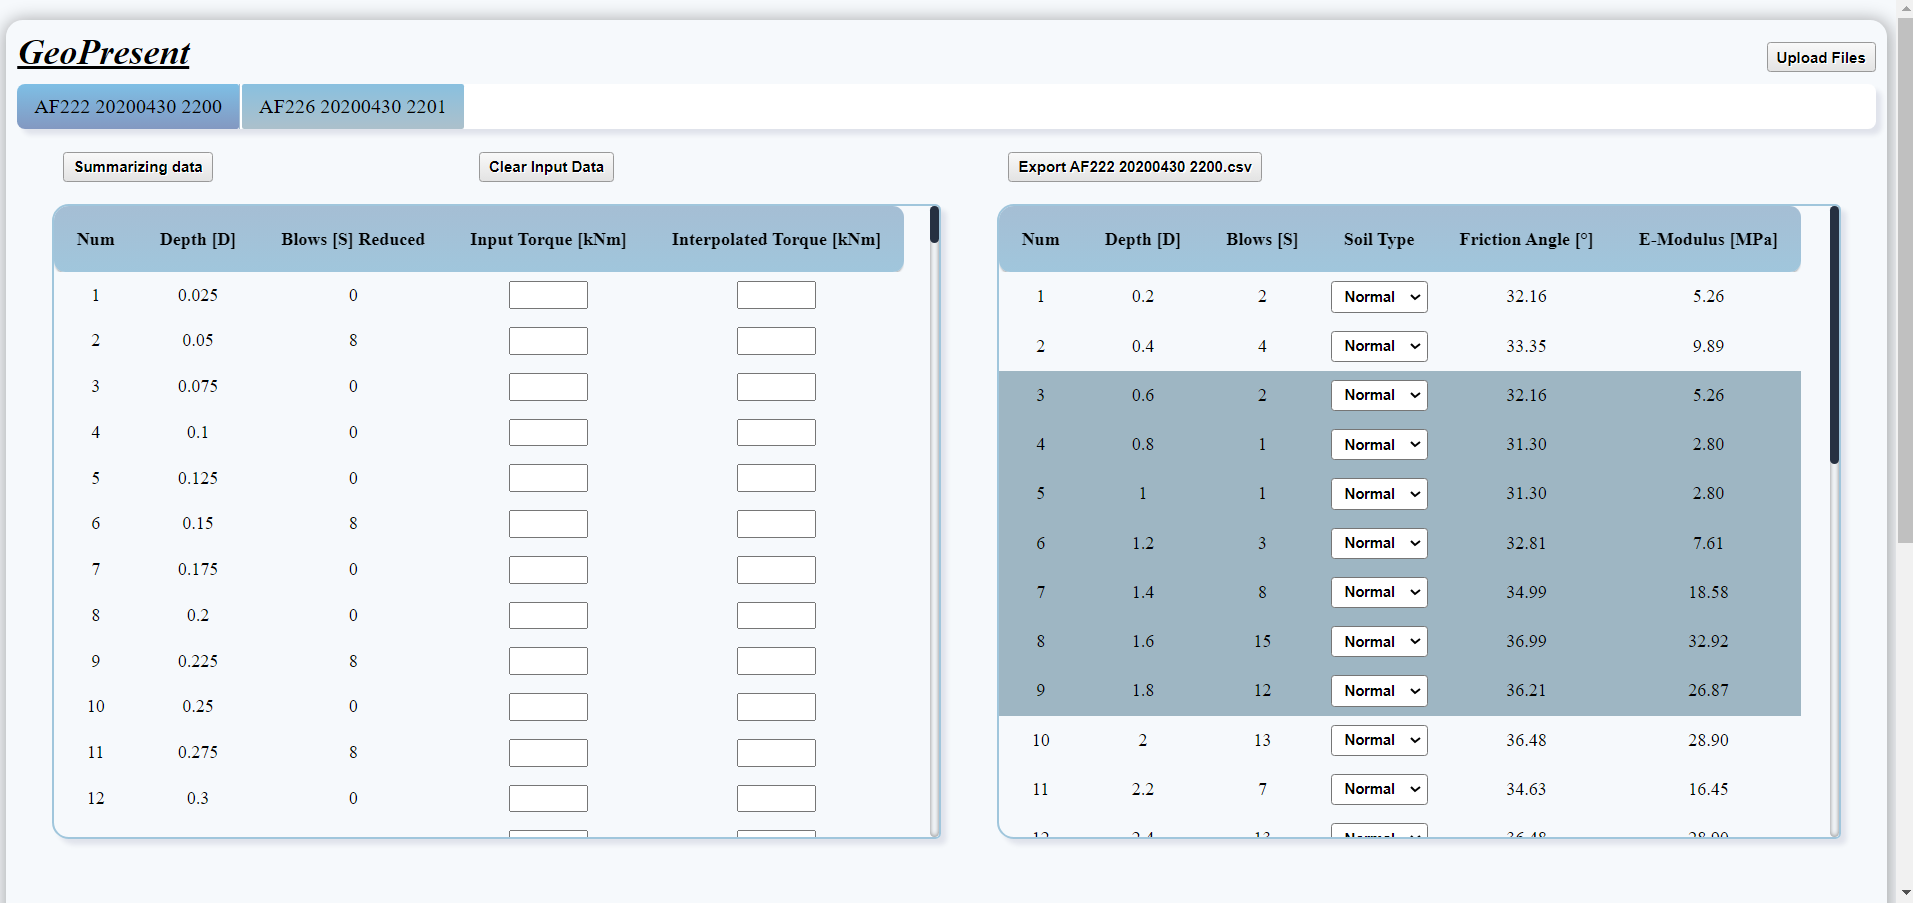 GeoPresent
Upload Files
AF222 20200430 2200 AF226 20200430 2201
Summarizing data Clear Input Data Export AF222 20200430 2200.csv
Num Depth [D] Blows [S] Reduced Input Torque [kNm] Interpolated Torque [kNm]
1 0.025 0
2 0.05 8
3 0.075 0
4 0.1 0
5 0.125 0
6 0.15 8
7 0.175 0
8 0.2 0
9 0.225 8
10 0.25 0
11 0.275 8
12 0.3 0
Num Depth [D] Blows [S] Soil Type Friction Angle [°] E-Modulus [MPa]
1 0.2 2 Normal 32.16 5.26
2 0.4 4 Normal 33.35 9.89
3 0.6 2 Normal 32.16 5.26
4 0.8 1 Normal 31.30 2.80
5 1 1 Normal 31.30 2.80
6 1.2 3 Normal 32.81 7.61
7 1.4 8 Normal 34.99 18.58
8 1.6 15 Normal 36.99 32.92
9 1.8 12 Normal 36.21 26.87
10 2 13 Normal 36.48 28.90
11 2.2 7 Normal 34.63 16.45
12 2.4 13 Normal 36.48 28.90